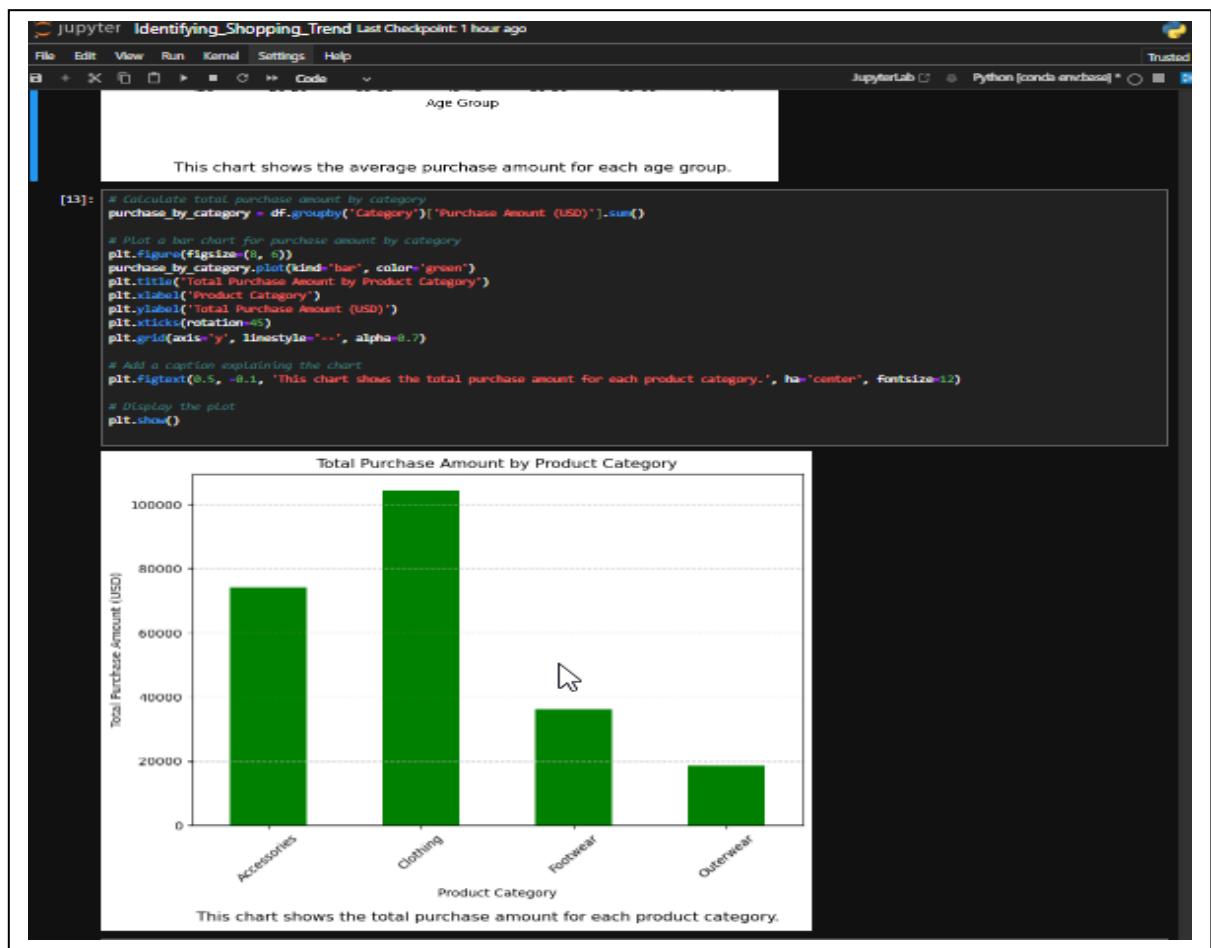 jupyter Identifying_Shopping_Trend Last Checkpoint: 1 hour ago
File Edit View Run Kernel Settings Help Trusted
Code JupyterLab Python [conda env:base] *
Age Group
This chart shows the average purchase amount for each age group.
[13]: # Calculate total purchase amount by category
purchase_by_category = df.groupby('Category')['Purchase Amount (USD)'].sum()
# Plot a bar chart for purchase amount by category
plt.figure(figsize=(8, 6))
purchase_by_category.plot(kind='bar', color='green')
plt.title('Total Purchase Amount by Product Category')
plt.xlabel('Product Category')
plt.ylabel('Total Purchase Amount (USD)')
plt.xticks(rotation=45)
plt.grid(axis='y', linestyle='--', alpha=0.7)
# Add a caption explaining the chart
plt.figtext(0.5, -0.1, 'This chart shows the total purchase amount for each product category.', ha='center', fontsize=12)
# Display the plot
plt.show()
Total Purchase Amount by Product Category
Total Purchase Amount (USD)
100000
80000
60000
40000
20000
0
Accessories Clothing Footwear Outerwear
Product Category
This chart shows the total purchase amount for each product category.